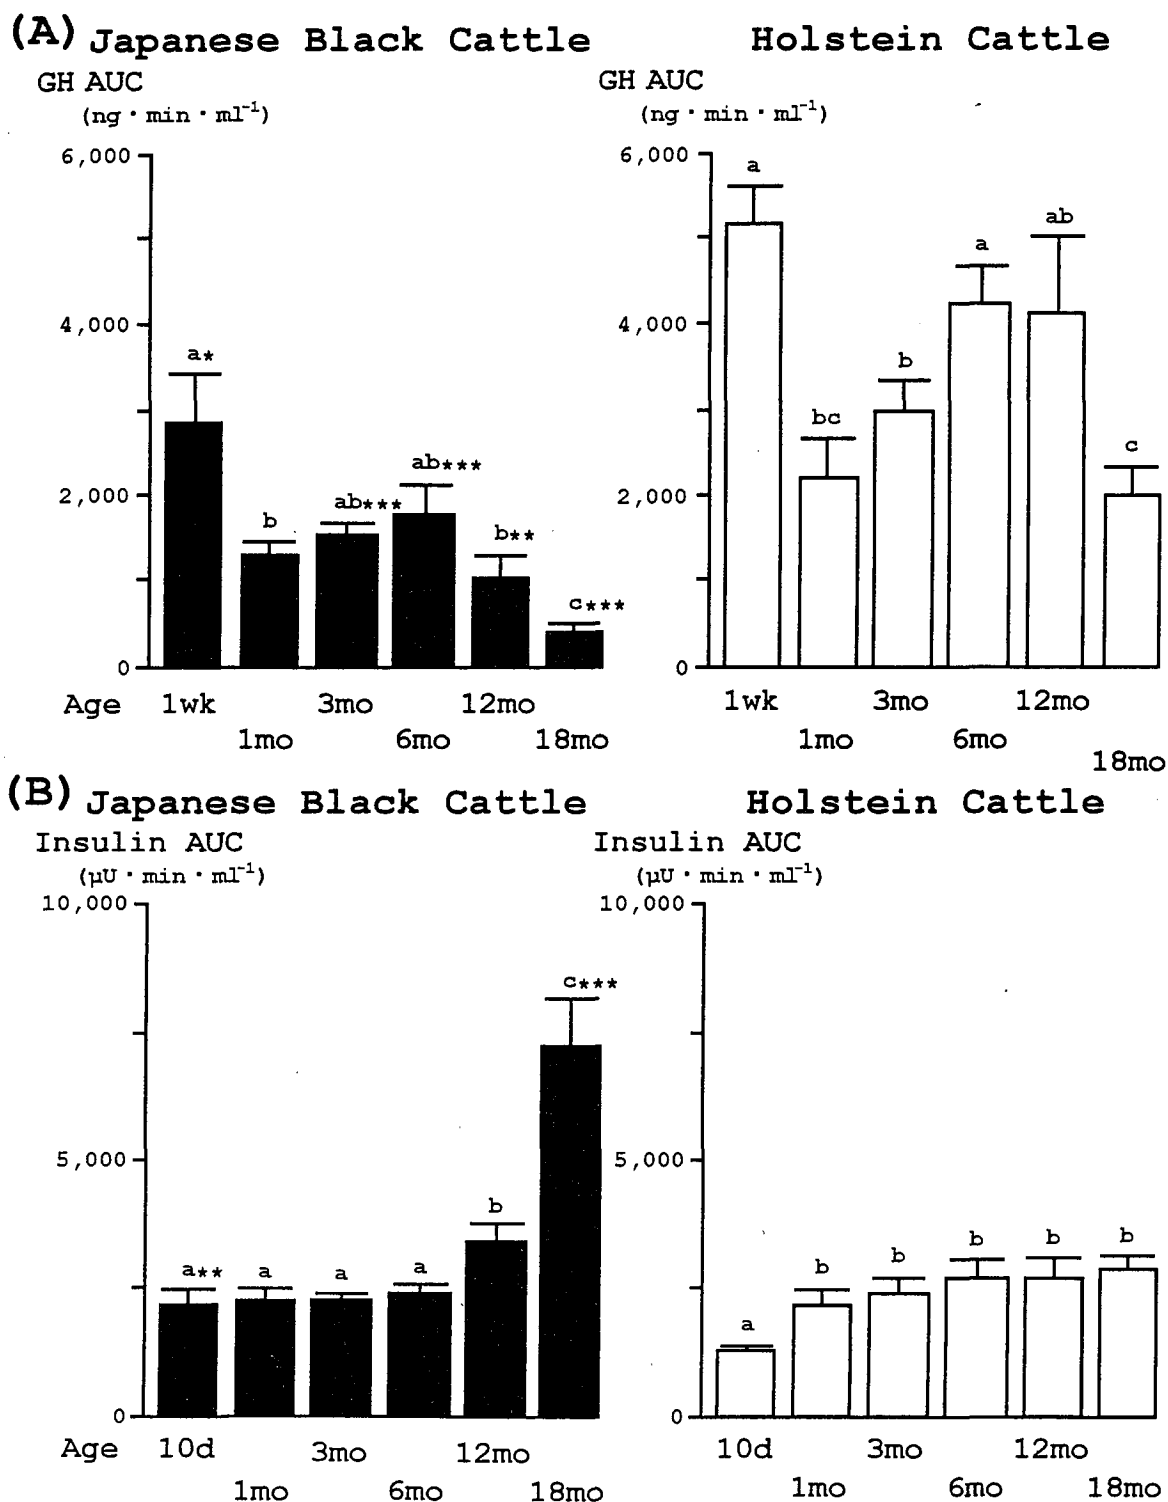 (A) Japanese Black Cattle Holstein Cattle
GH AUC GH AUC
(ng・min・ml⁻¹) (ng・min・ml⁻¹)
6,000 6,000
a
ab
a
4,000 4,000
a*
b
bc
ab***
c
2,000 2,000
ab***
b
b**
c***
0 0
Age 1wk 3mo 12mo 1wk 3mo 12mo
1mo 6mo 18mo 1mo 6mo
18mo
(B) Japanese Black Cattle Holstein Cattle
Insulin AUC Insulin AUC
(µU・min・ml⁻¹) (µU・min・ml⁻¹)
10,000 10,000
c***
5,000 5,000
b
b b b
b
a** a a a b
a
0 0
Age 10d 3mo 12mo 10d 3mo 12mo
1mo 6mo 18mo 1mo 6mo 18mo